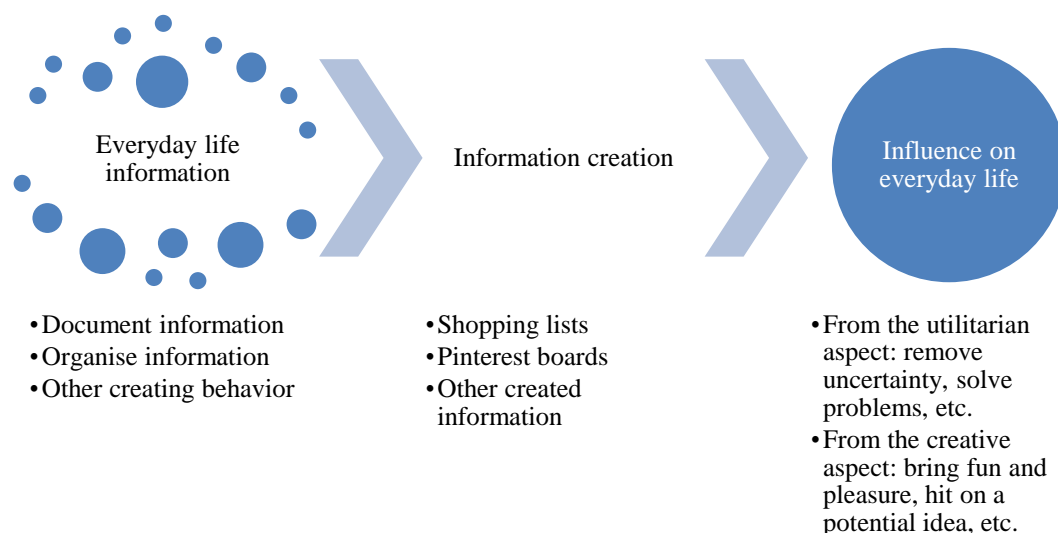 Everyday life
information
Information creation
Influence on
everyday life
•Document information
•Organise information
•Other creating behavior
•Shopping lists
•Pinterest boards
•Other created
information
•From the utilitarian
aspect: remove
uncertainty, solve
problems, etc.
•From the creative
aspect: bring fun and
pleasure, hit on a
potential idea, etc.